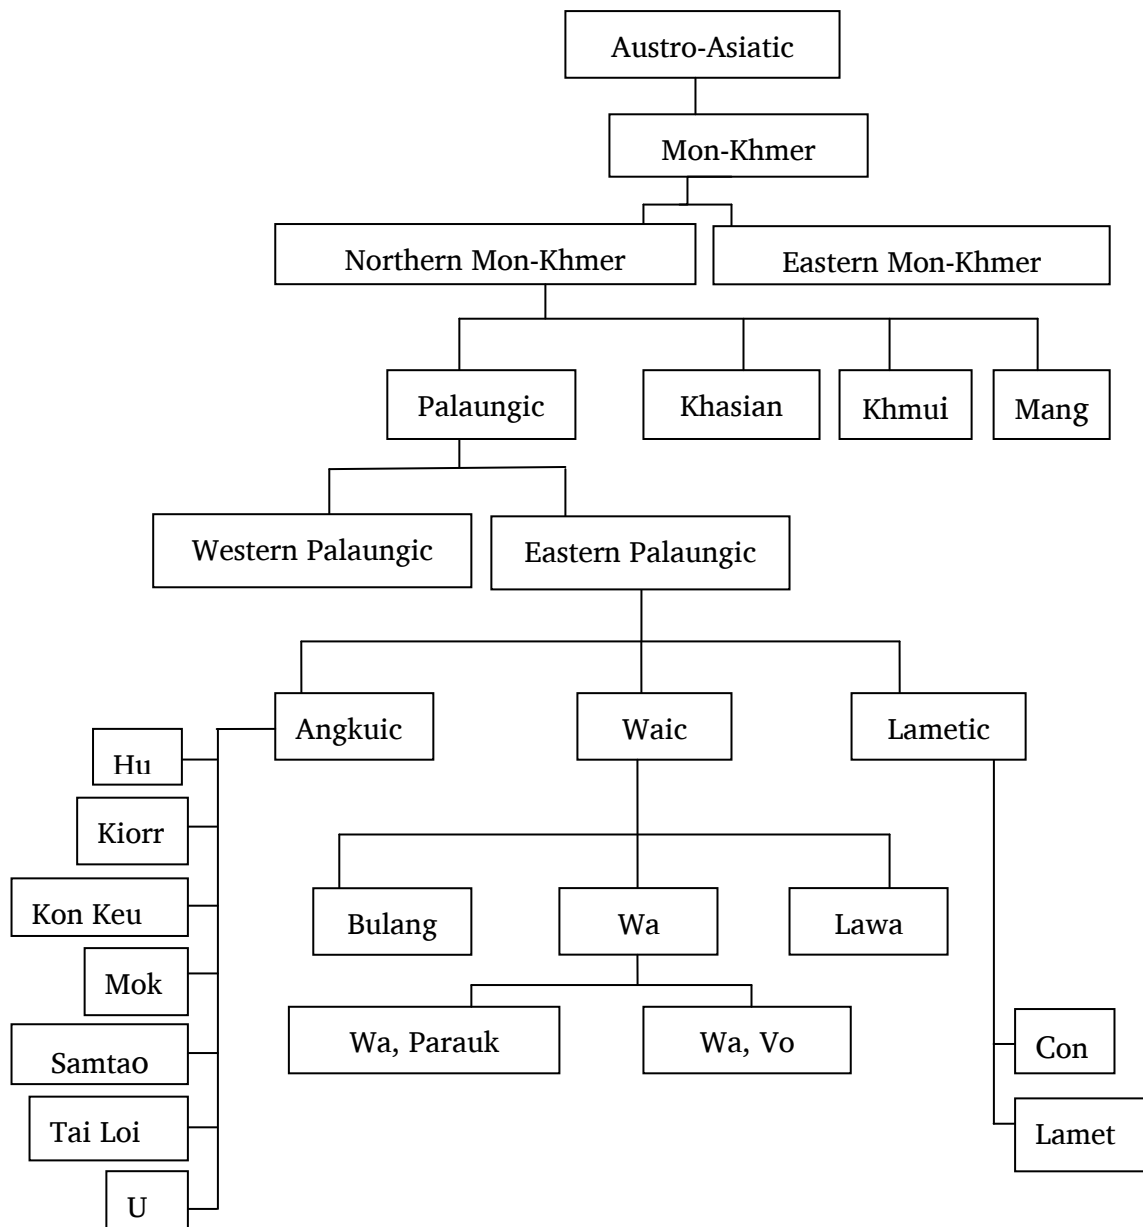 Austro-Asiatic
Mon-Khmer
Northern Mon-Khmer
Eastern Mon-Khmer
Palaungic
Khasian
Khmui
Mang
Western Palaungic
Eastern Palaungic
Angkuic
Waic
Lametic
Hu
Kiorr
Kon Keu
Mok
Samtao
Tai Loi
U
Bulang
Wa
Lawa
Wa, Parauk
Wa, Vo
Con
Lamet